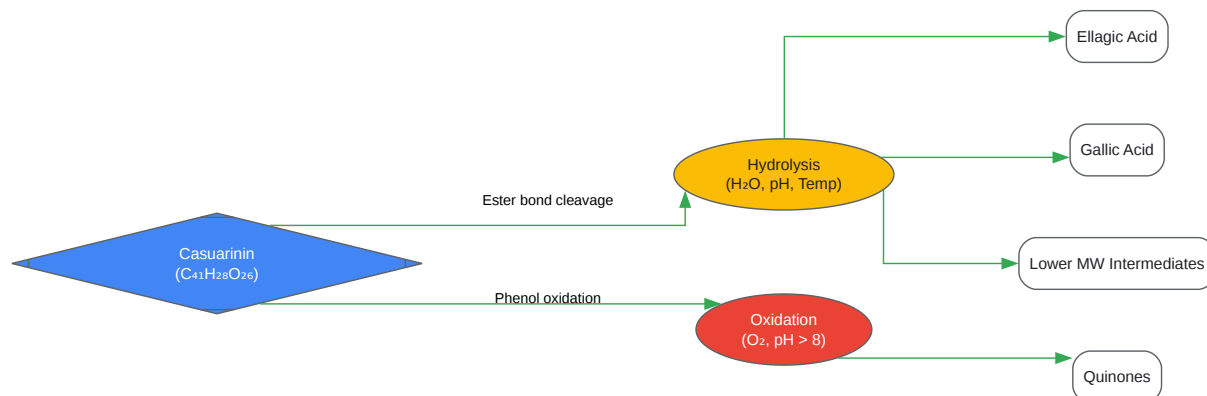 Ellagic Acid
Gallic Acid
Hydrolysis
(H₂O, pH, Temp)
Ester bond cleavage
Casuarinin
(C₄₁H₂₈O₂₆)
Lower MW Intermediates
Phenol oxidation
Oxidation
(O₂, pH > 8)
Quinones